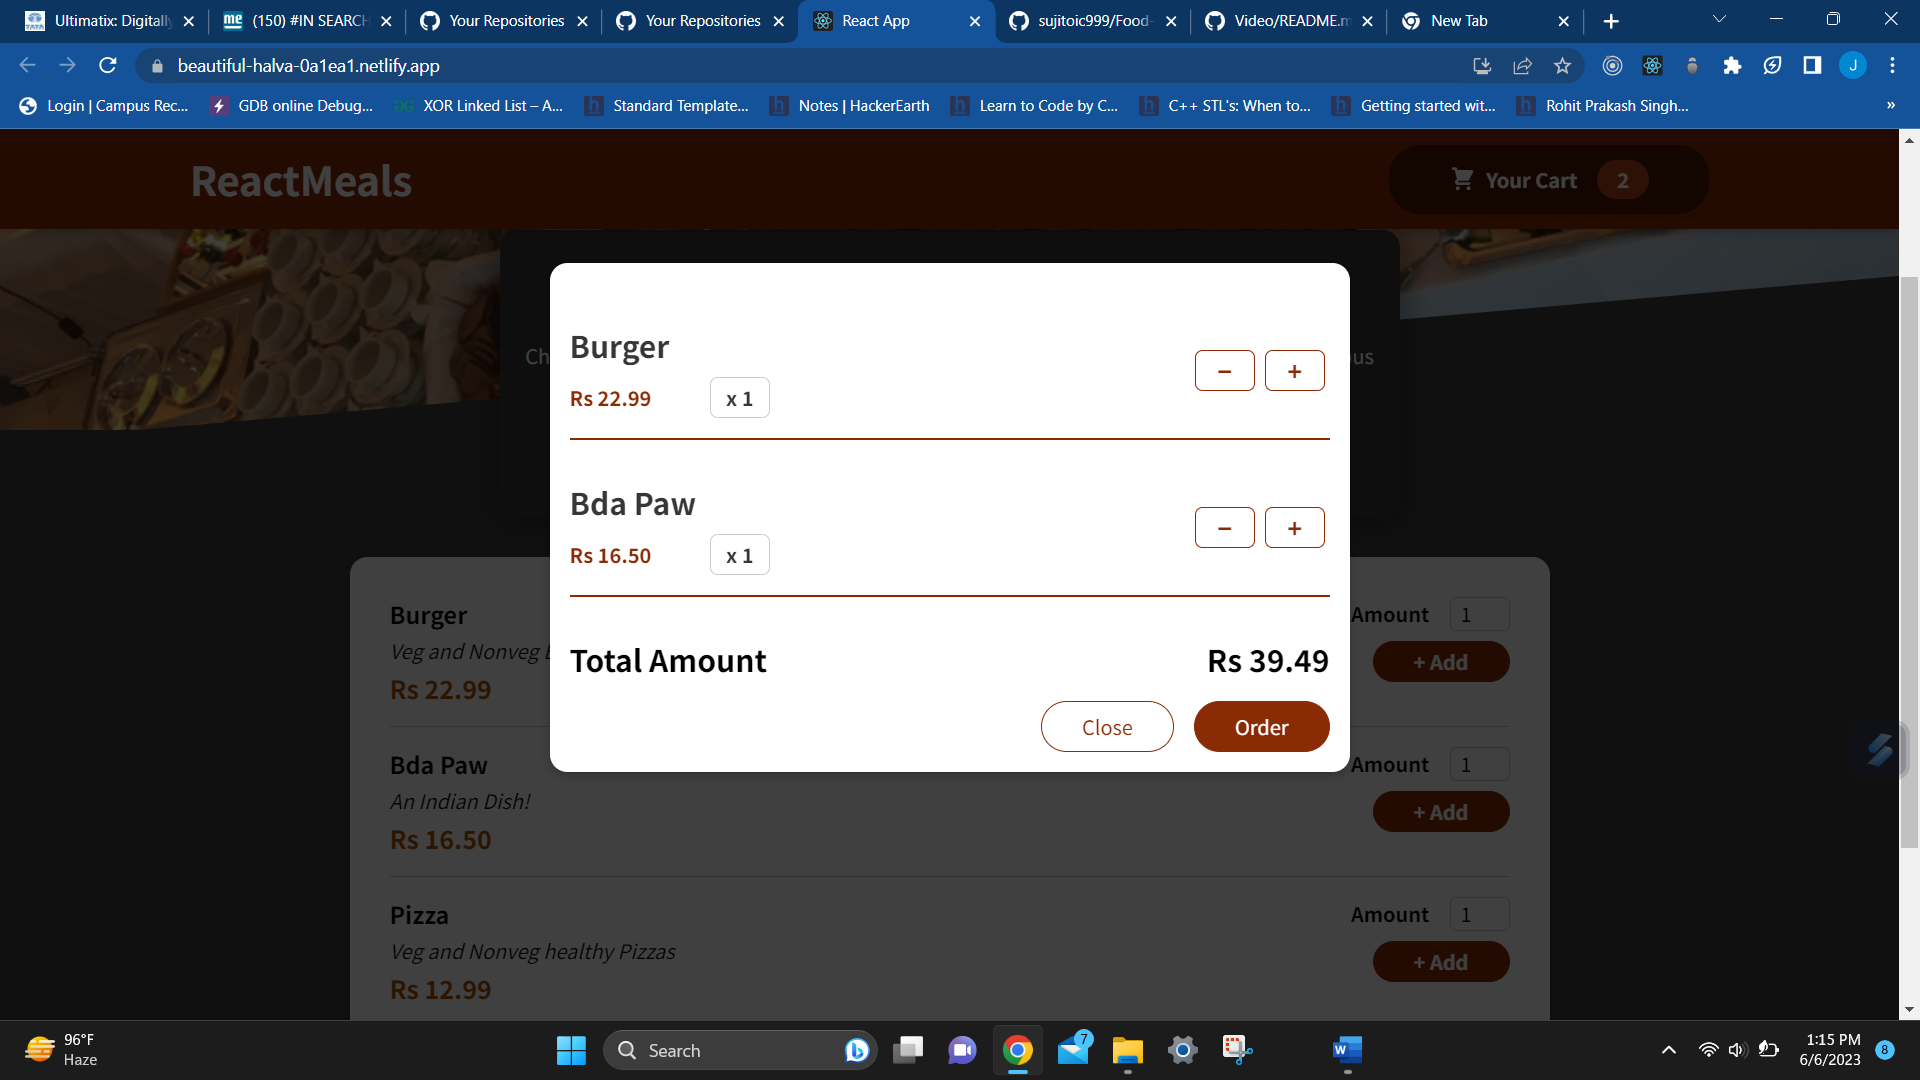 Ultimatix: Digitally
(150) #IN SEARCH
Your Repositories
Your Repositories
React App
sujitoic999/Food-
Video/README.m
New Tab
beautiful-halva-0a1ea1.netlify.app
J
Login | Campus Rec...
GDB online Debug...
XOR Linked List – A...
Standard Template...
Notes | HackerEarth
Learn to Code by C...
C++ STL's: When to...
Getting started wit...
Rohit Prakash Singh...
»
ReactMeals
Your Cart 2
Ch
us
Burger
Rs 22.99 x 1
− +
Bda Paw
Rs 16.50 x 1
− +
Total Amount Rs 39.49
Close Order
Burger
Veg and Nonveg
Rs 22.99
Amount 1
+ Add
Bda Paw
An Indian Dish!
Rs 16.50
Amount 1
+ Add
Pizza
Veg and Nonveg healthy Pizzas
Rs 12.99
Amount 1
+ Add
96°F
Haze
Search
7
1:15 PM
6/6/2023
8